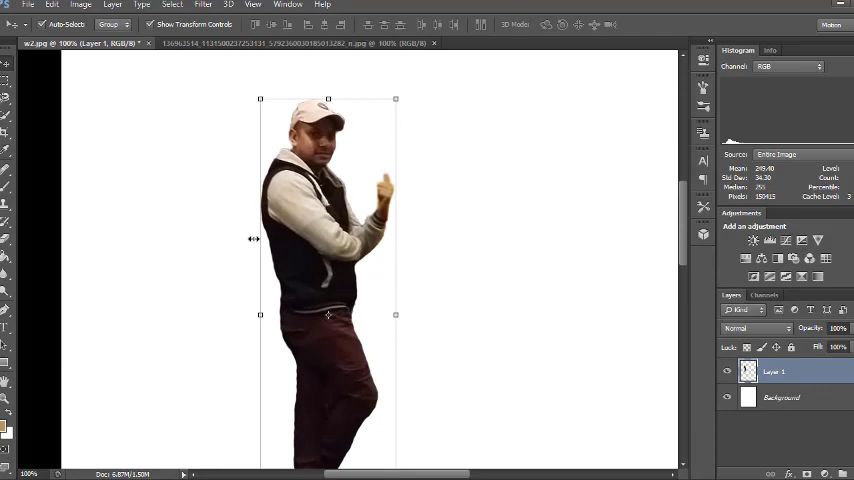 Ps File Edit Image Layer Type Select Filter 3D View Window Help
Auto-Select: Group Show Transform Controls 3D Mode: Motion
w2.jpg @ 100% (Layer 1, RGB/8) * × 136963514_1131500237253131_5792360030185013282_n.jpg @ 100% (RGB/8) ×
Histogram Info
Channel: RGB
Source: Entire Image
Mean: 249.40 Level:
Std Dev: 34.30 Count:
Median: 255 Percentile:
Pixels: 150415 Cache Level: 3
Adjustments
Add an adjustment
Layers Channels
Kind
Normal Opacity: 100%
Lock: Fill: 100%
Layer 1
Background
100% Doc: 6.87M/1.50M
fx